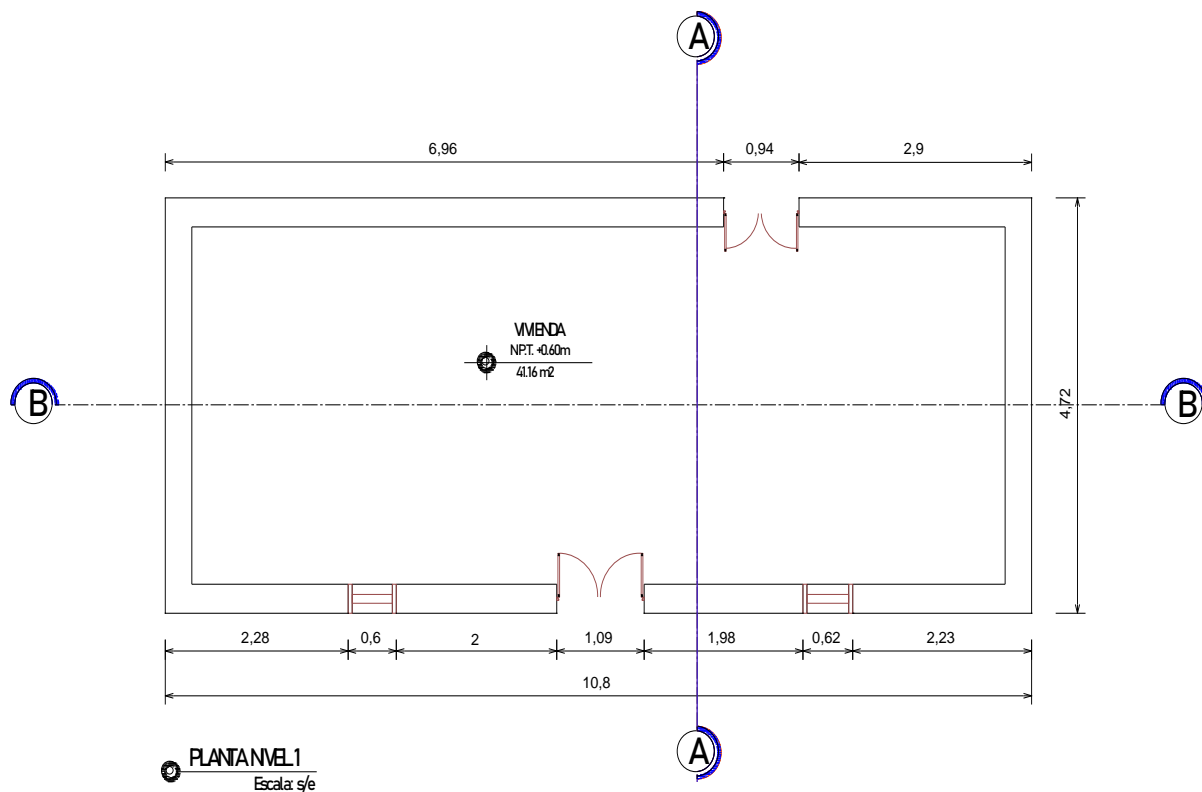 A
6,96 0,94 2,9
VIVIENDA
N.P.T. +0.60m
41.16 m2
B B
4,72
2,28 0,6 2 1,09 1,98 0,62 2,23
10,8
A
PLANTA NIVEL 1
Escala: s/e